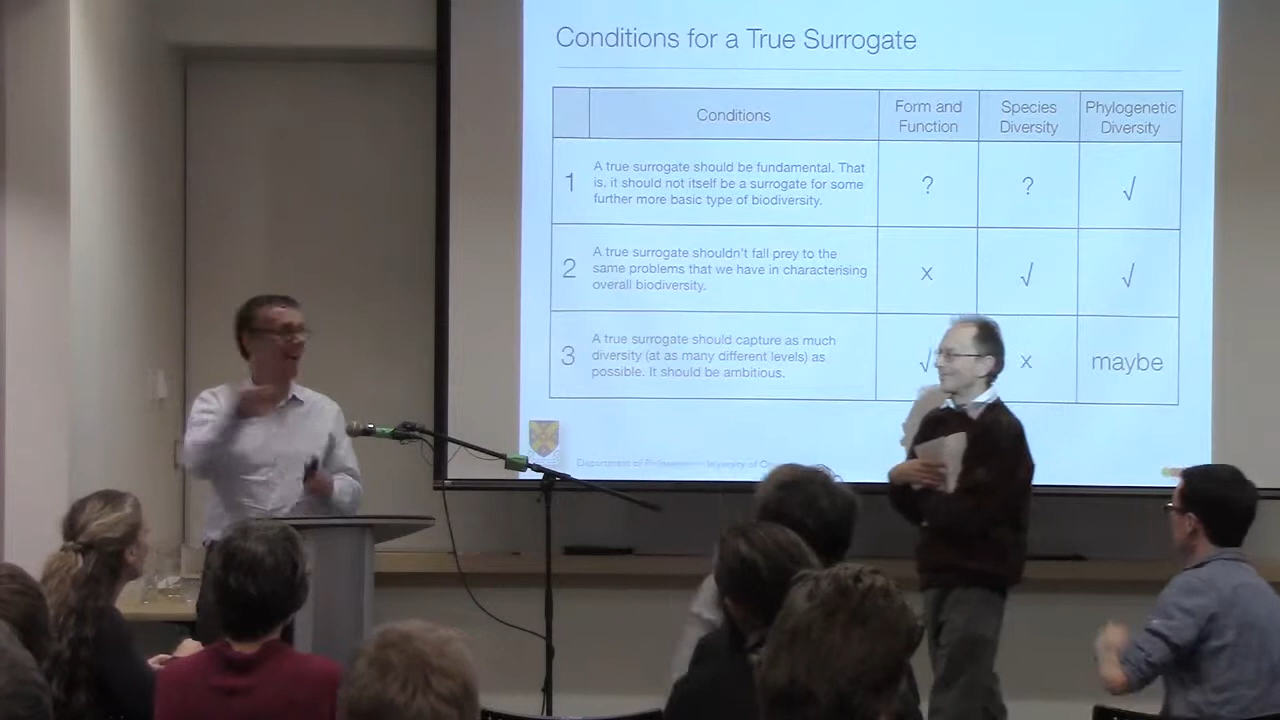 Conditions for a True Surrogate
Conditions
Form and
Function
Species
Diversity
Phylogenetic
Diversity
1
A true surrogate should be fundamental. That
is, it should not itself be a surrogate for some
further more basic type of biodiversity.
?
?
√
2
A true surrogate shouldn't fall prey to the
same problems that we have in characterising
overall biodiversity.
x
√
√
3
A true surrogate should capture as much
diversity (at as many different levels) as
possible. It should be ambitious.
√
x
maybe
Department of